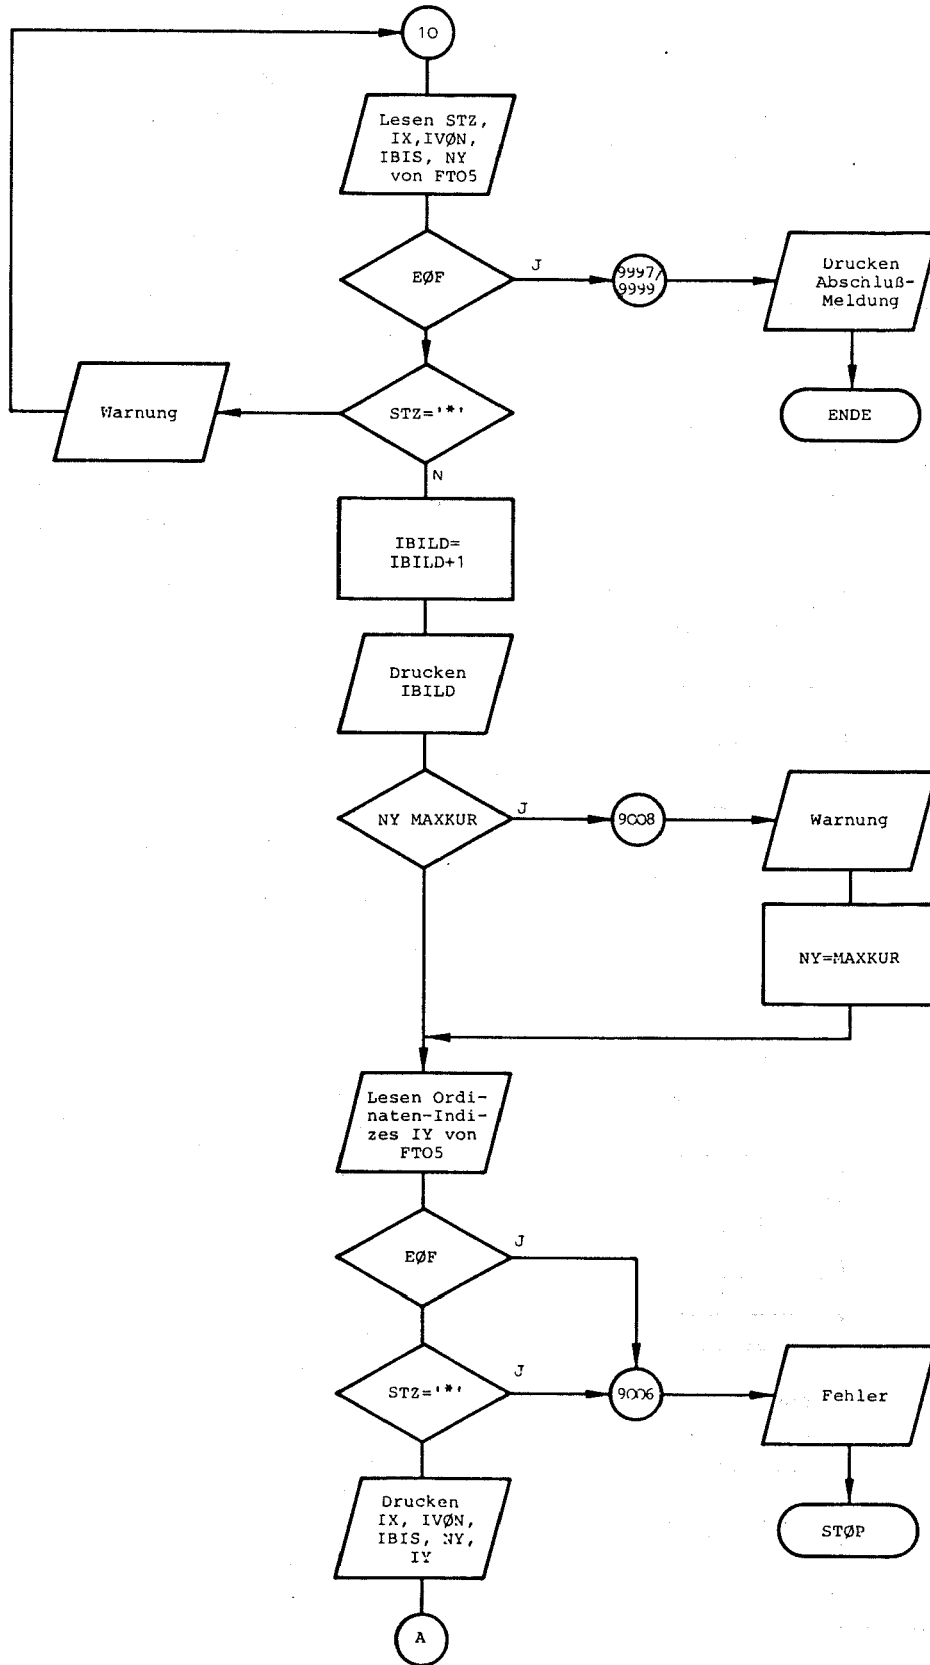 10
Lesen STZ,
IX,IVØN,
IBIS, NY
von FTO5
EØF
J
9997/
9999
Drucken
Abschluß-
Meldung
ENDE
STZ='*'
Warnung
N
IBILD=
IBILD+1
Drucken
IBILD
NY MAXKUR
J
9008
Warnung
NY=MAXKUR
Lesen Ordi-
naten-Indi-
zes IY von
FTO5
EØF
J
STZ='*'
J
9006
Fehler
STØP
Drucken
IX, IVØN,
IBIS, NY,
IY
A